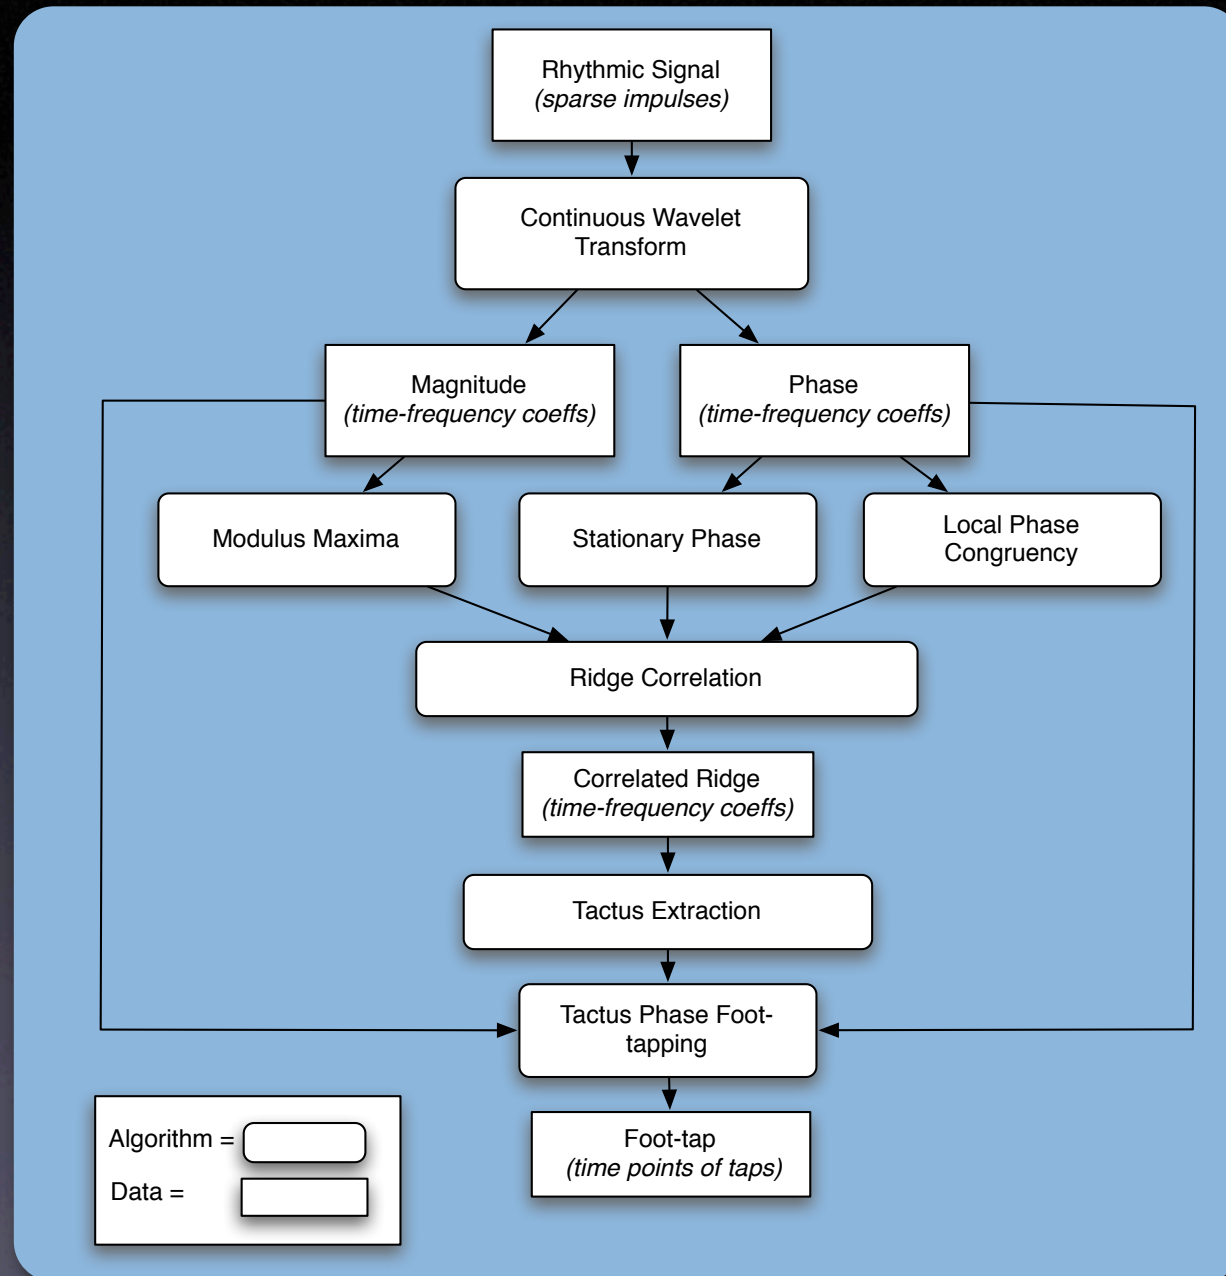 Rhythmic Signal
(sparse impulses)
Continuous Wavelet
Transform
Magnitude
(time-frequency coeffs)
Phase
(time-frequency coeffs)
Modulus Maxima
Stationary Phase
Local Phase
Congruency
Ridge Correlation
Correlated Ridge
(time-frequency coeffs)
Tactus Extraction
Tactus Phase Foot-
tapping
Foot-tap
(time points of taps)
Algorithm =
Data =